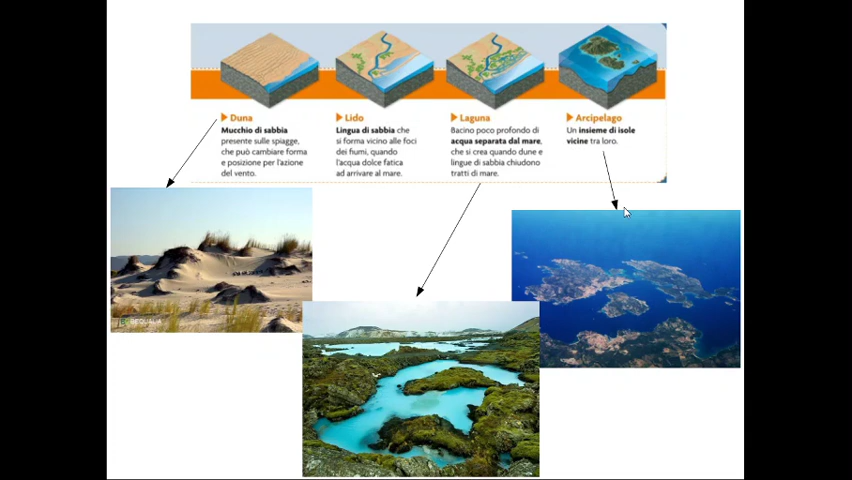 Duna
Mucchio di sabbia
presente sulle spiagge,
che può cambiare forma
e posizione per l'azione
del vento.
Lido
Lingua di sabbia che
si forma vicino alle foci
dei fiumi, quando
l'acqua dolce fatica
ad arrivare al mare.
Laguna
Bacino poco profondo di
acqua separata dal mare,
che si crea quando dune e
lingue di sabbia chiudono
tratti di mare.
Arcipelago
Un insieme di isole
vicine tra loro.